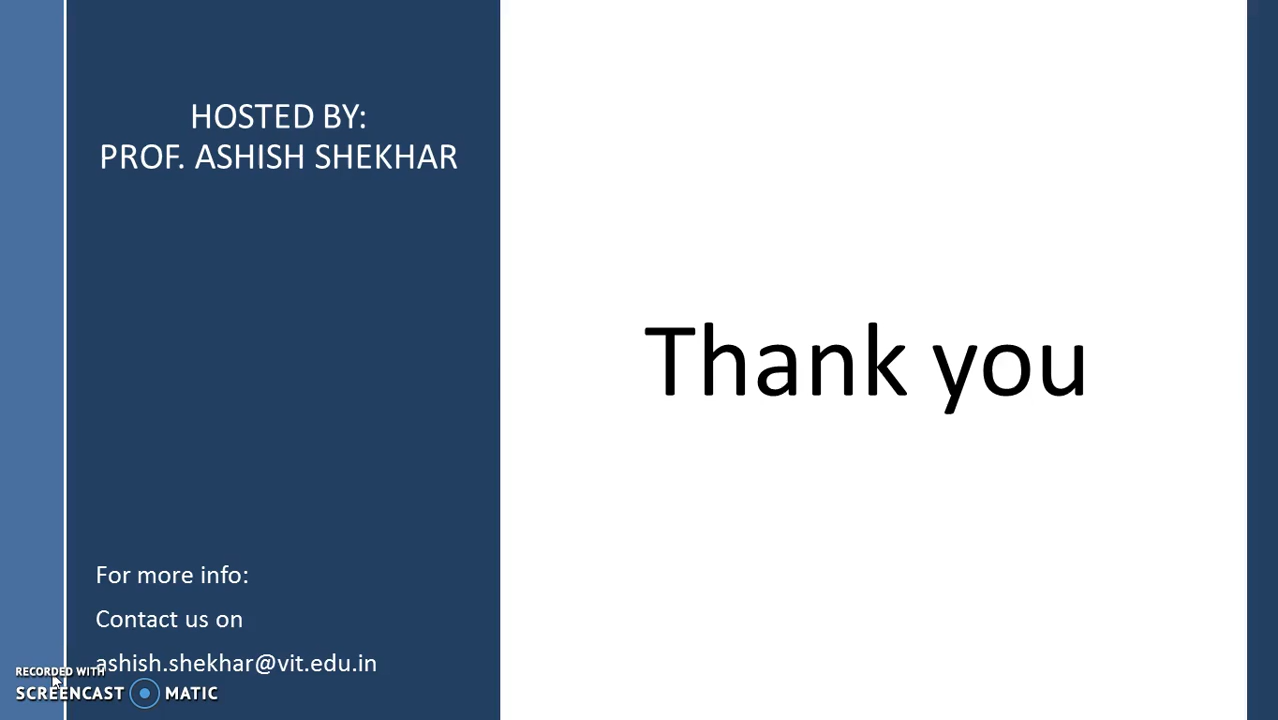 HOSTED BY:
PROF. ASHISH SHEKHAR
Thank you
For more info:
Contact us on
ashish.shekhar@vit.edu.in
RECORDED WITH
SCREENCAST MATIC